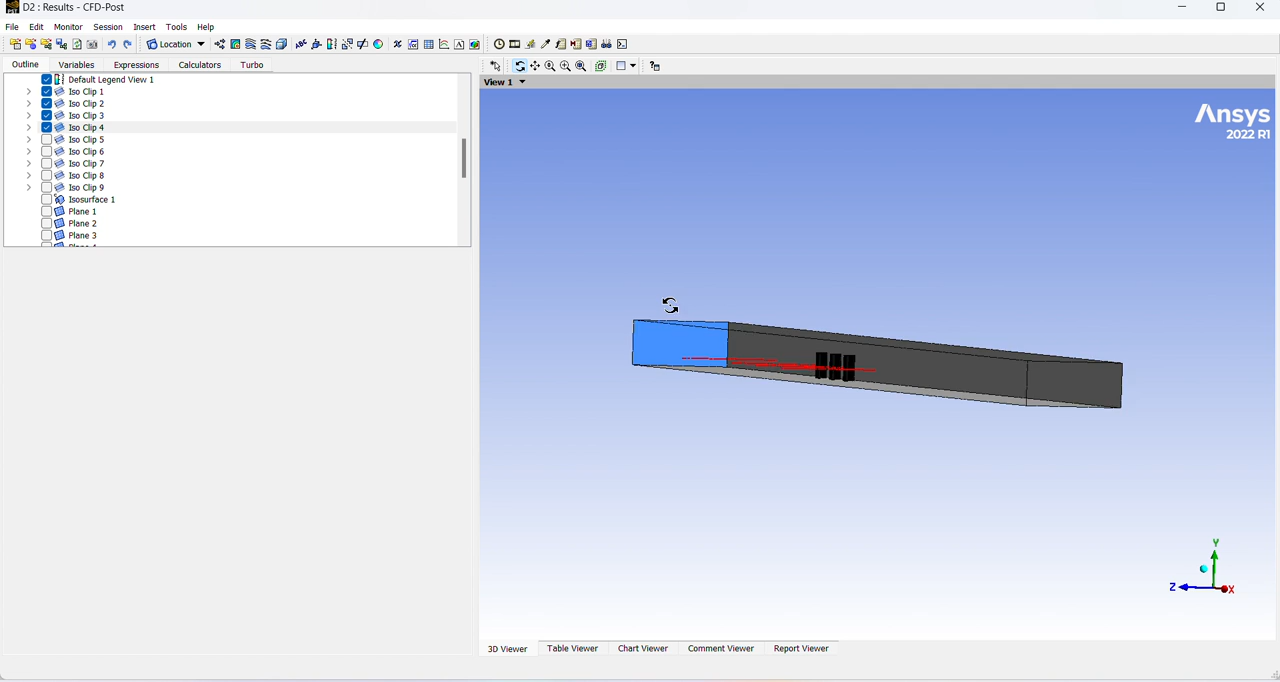 D2 : Results - CFD-Post
File Edit Monitor Session Insert Tools Help
Location
Outline Variables Expressions Calculators Turbo
View 1
Default Legend View 1
Iso Clip 1
Iso Clip 2
Iso Clip 3
Iso Clip 4
Iso Clip 5
Iso Clip 6
Iso Clip 7
Iso Clip 8
Iso Clip 9
Isosurface 1
Plane 1
Plane 2
Plane 3
Ansys
2022 R1
Y
Z
X
3D Viewer Table Viewer Chart Viewer Comment Viewer Report Viewer